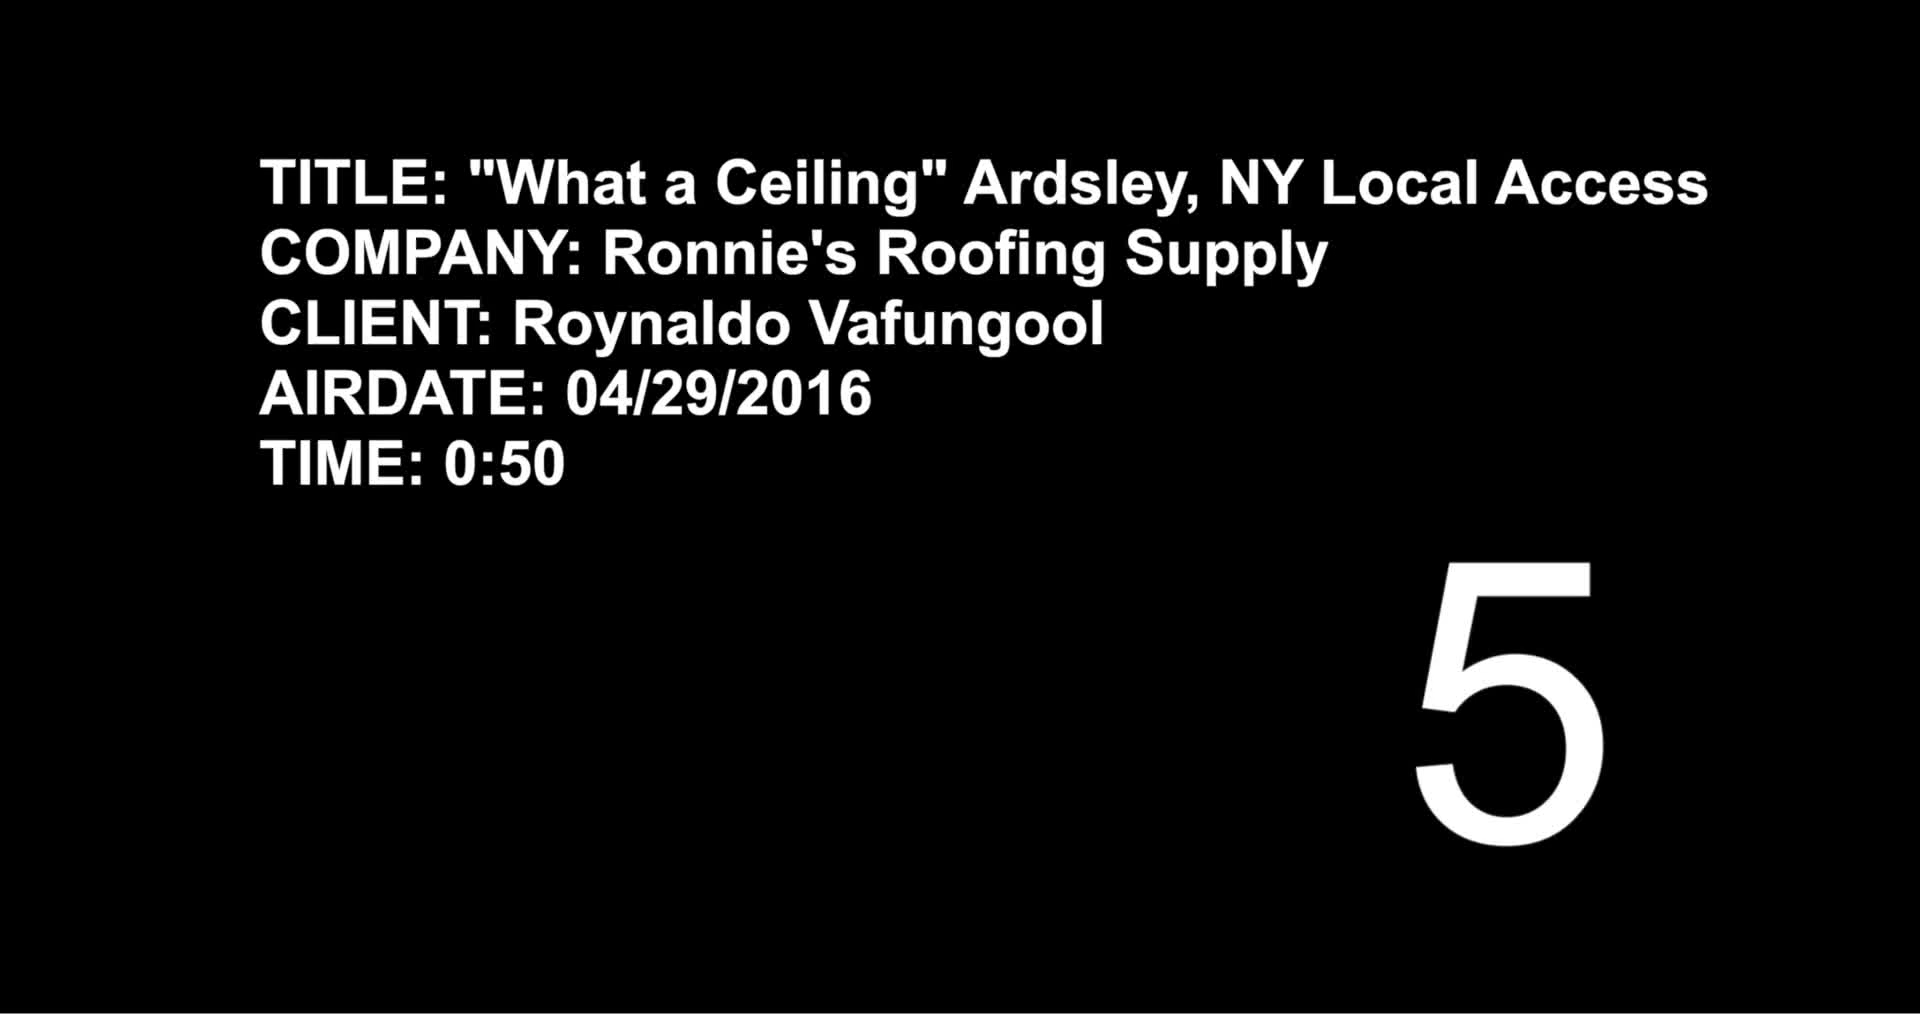 TITLE: "What a Ceiling" Ardsley, NY Local Access
COMPANY: Ronnie's Roofing Supply
CLIENT: Roynaldo Vafungool
AIRDATE: 04/29/2016
TIME: 0:50
5